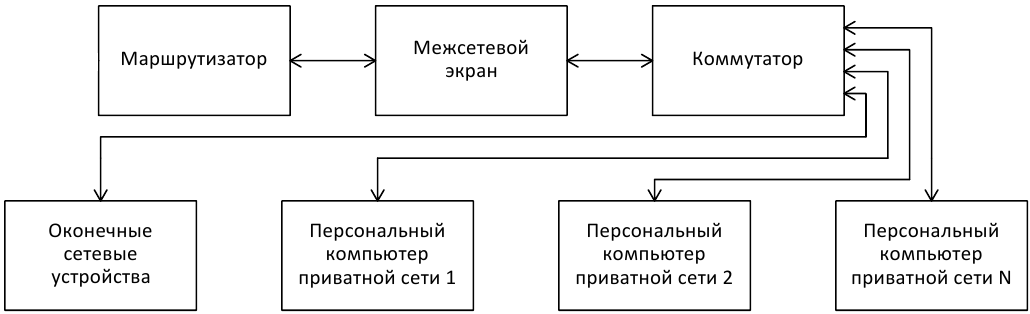 Маршрутизатор
Межсетевой
экран
Коммутатор
Оконечные
сетевые
устройства
Персональный
компьютер
приватной сети 1
Персональный
компьютер
приватной сети 2
Персональный
компьютер
приватной сети N